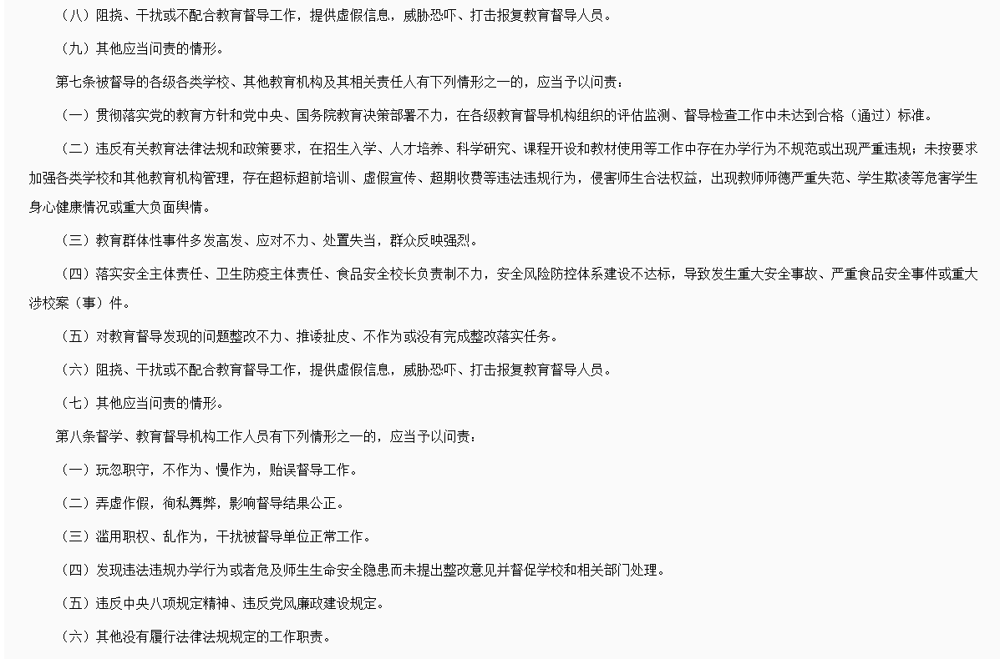 （八）阻挠、干扰或不配合教育督导工作，提供虚假信息，威胁恐吓、打击报复教育督导人员。
（九）其他应当问责的情形。
第七条被督导的各级各类学校、其他教育机构及其相关责任人有下列情形之一的，应当予以问责：
（一）贯彻落实党的教育方针和党中央、国务院教育决策部署不力，在各级教育督导机构组织的评估监测、督导检查工作中未达到合格（通过）标准。
（二）违反有关教育法律法规和政策要求，在招生入学、人才培养、科学研究、课程开设和教材使用等工作中存在办学行为不规范或出现严重违规；未按要求
加强各类学校和其他教育机构管理，存在超标超前培训、虚假宣传、超期收费等违法违规行为，侵害师生合法权益，出现教师师德严重失范、学生欺凌等危害学生
身心健康情况或重大负面舆情。
（三）教育群体性事件多发高发、应对不力、处置失当，群众反映强烈。
（四）落实安全主体责任、卫生防疫主体责任、食品安全校长负责制不力，安全风险防控体系建设不达标，导致发生重大安全事故、严重食品安全事件或重大
涉校案（事）件。
（五）对教育督导发现的问题整改不力、推诿扯皮、不作为或没有完成整改落实任务。
（六）阻挠、干扰或不配合教育督导工作，提供虚假信息，威胁恐吓、打击报复教育督导人员。
（七）其他应当问责的情形。
第八条督学、教育督导机构工作人员有下列情形之一的，应当予以问责：
（一）玩忽职守，不作为、慢作为，贻误督导工作。
（二）弄虚作假，徇私舞弊，影响督导结果公正。
（三）滥用职权、乱作为，干扰被督导单位正常工作。
（四）发现违法违规办学行为或者危及师生生命安全隐患而未提出整改意见并督促学校和相关部门处理。
（五）违反中央八项规定精神、违反党风廉政建设规定。
（六）其他没有履行法律法规规定的工作职责。